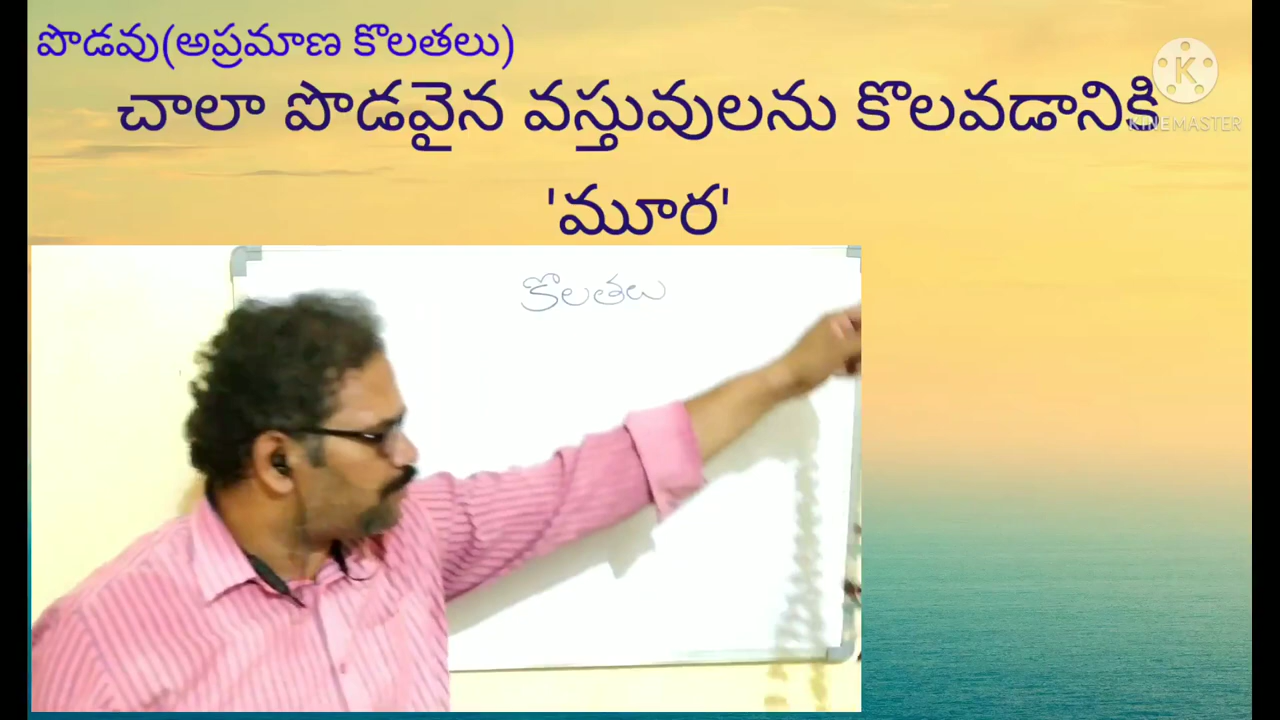 పొడవు(అప్రమాణ కొలతలు)
చాలా పొడవైన వస్తువులను కొలవడానికి
'మూర'
K
KINEMASTER
కొలతలు